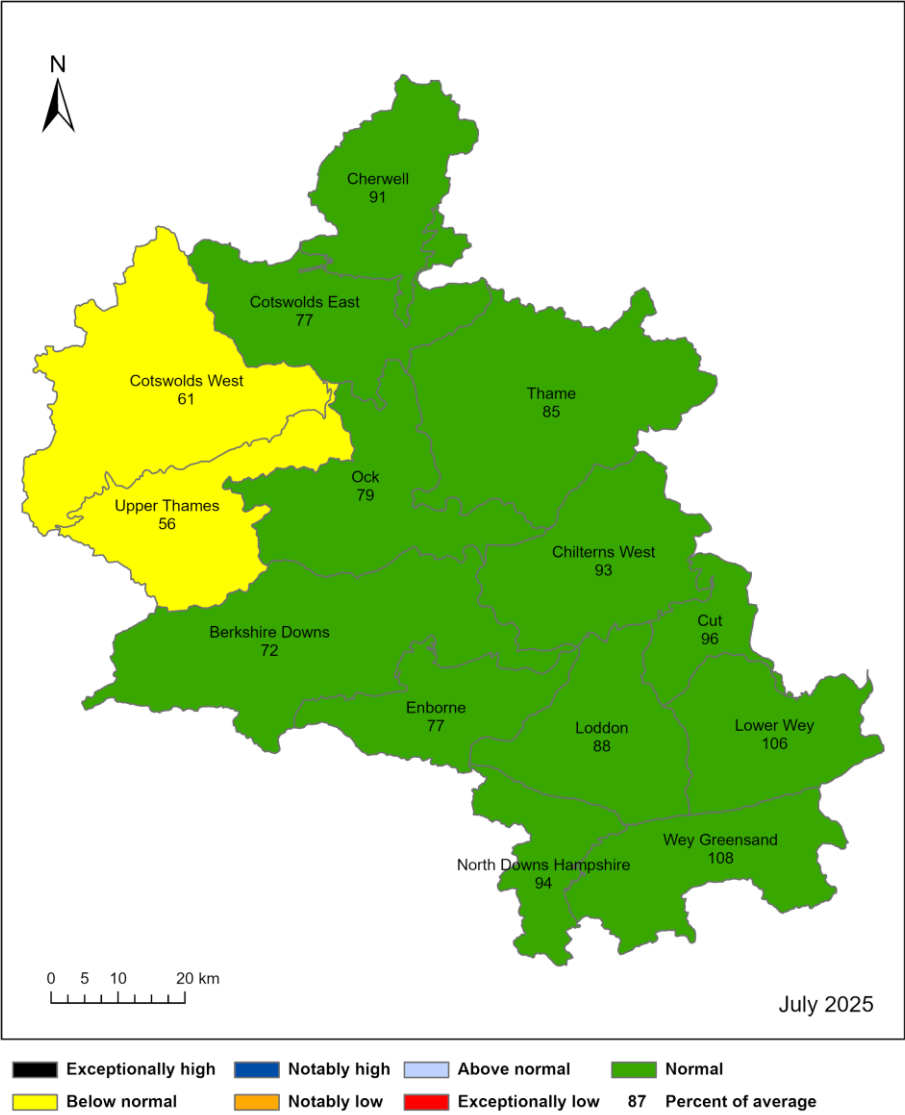 N
Cherwell
91
Cotswolds East
77
Cotswolds West
61
Thame
85
Ock
79
Upper Thames
56
Chilterns West
93
Cut
96
Berkshire Downs
72
Enborne
77
Loddon
88
Lower Wey
106
Wey Greensand
108
North Downs Hampshire
94
0 5 10 20 km
July 2025
Exceptionally high Notably high Above normal Normal
Below normal Notably low Exceptionally low 87 Percent of average